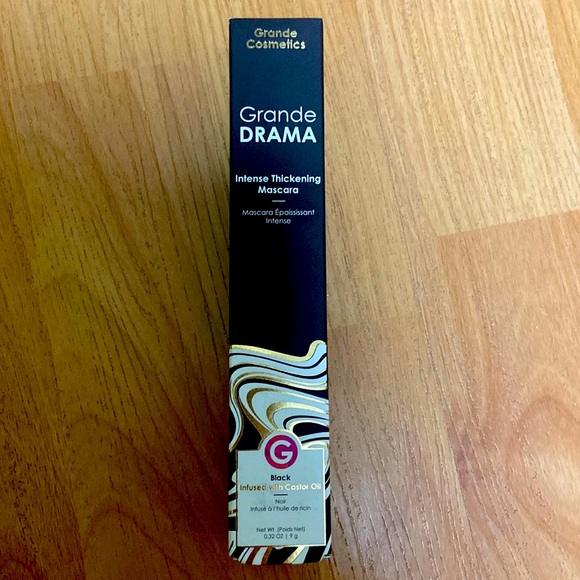 Grande
Cosmetics
Grande
DRAMA
Intense Thickening
Mascara
Mascara Épaississant
Intense
G
Black
Infused with Castor Oil
Noir
Infusé à l'huile de ricin
Net Wt. (Poids Net)
0.32 OZ | 9 g